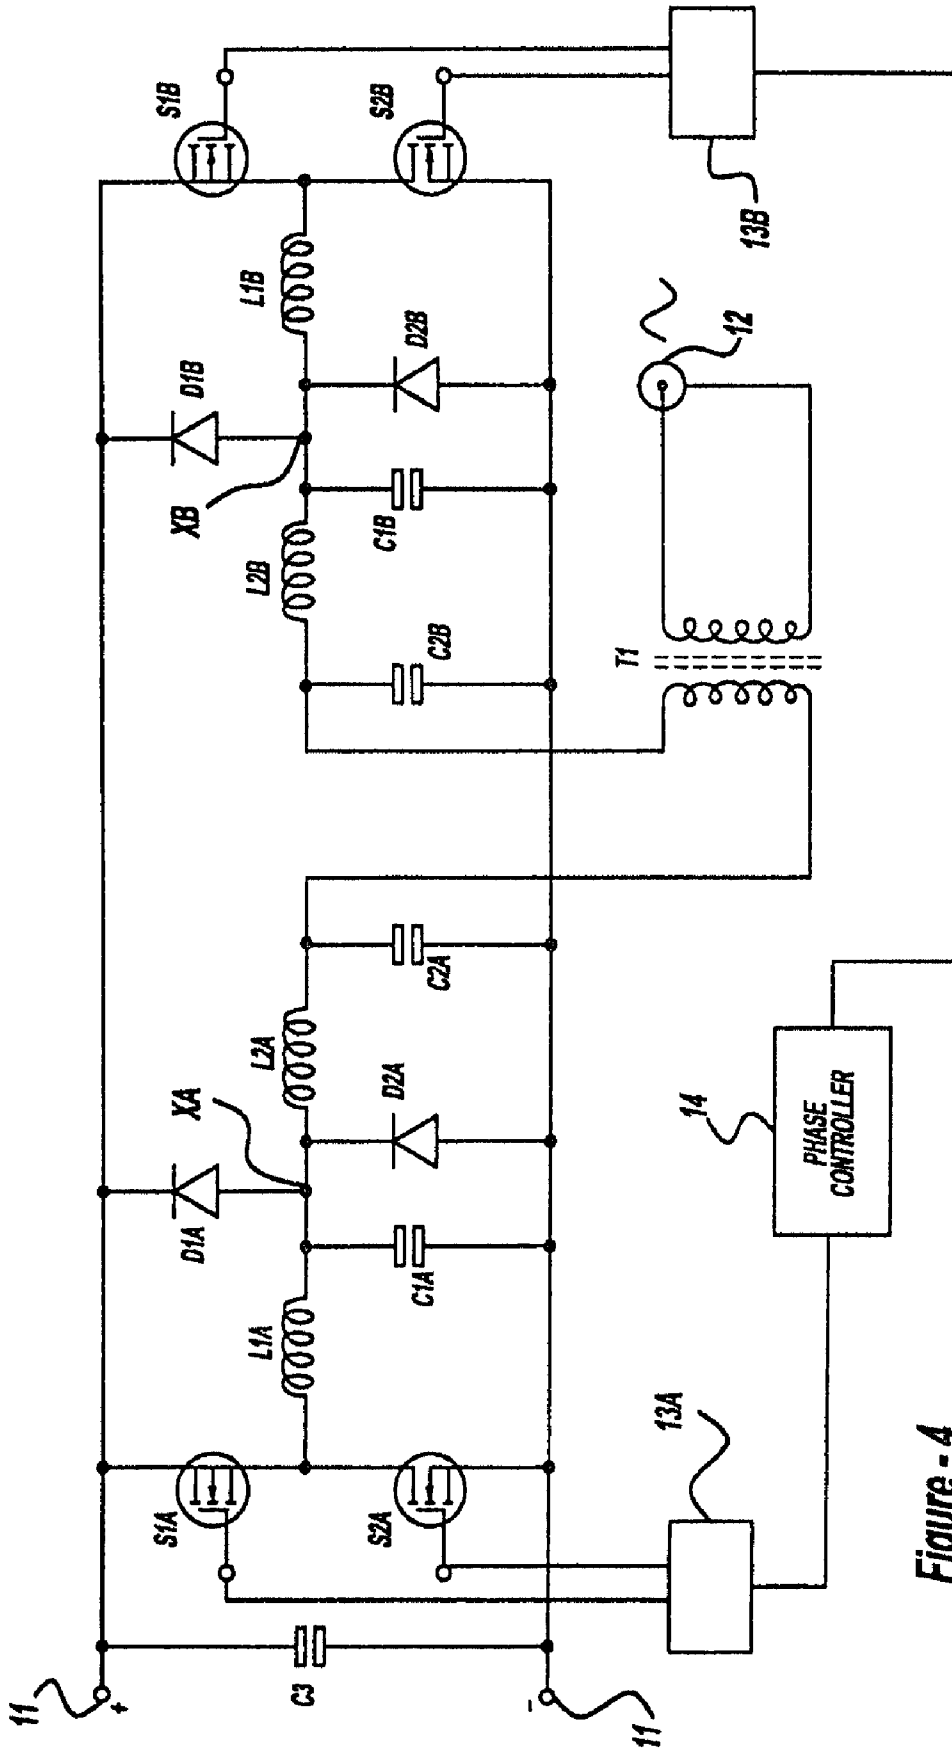 11
+
C3
-
11
S1A
S2A
L1A
D1A
C1A
XA
D2A
L2A
C2A
C2B
L2B
XB
C1B
D1B
D2B
L1B
S1B
S2B
13A
14
PHASE
CONTROLLER
T1
12
13B
Figure - 4